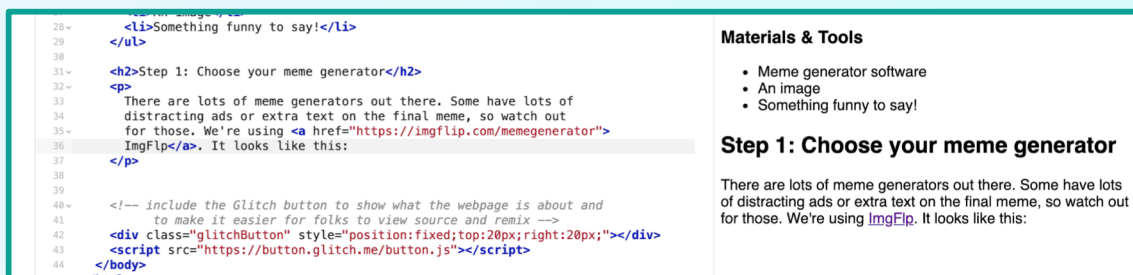 <li>An image</li>
28 <li>Something funny to say!</li>
29 </ul>
30
31 <h2>Step 1: Choose your meme generator</h2>
32 <p>
33 There are lots of meme generators out there. Some have lots of
34 distracting ads or extra text on the final meme, so watch out
35 for those. We're using <a href="https://imgflip.com/memegenerator">
36 ImgFlp</a>. It looks like this:
37 </p>
38
39
40 <!-- include the Glitch button to show what the webpage is about and
41 to make it easier for folks to view source and remix -->
42 <div class="glitchButton" style="position:fixed;top:20px;right:20px;"></div>
43 <script src="https://button.glitch.me/button.js"></script>
44 </body>
Materials & Tools
• Meme generator software
• An image
• Something funny to say!
Step 1: Choose your meme generator
There are lots of meme generators out there. Some have lots
of distracting ads or extra text on the final meme, so watch out
for those. We're using ImgFlp. It looks like this: